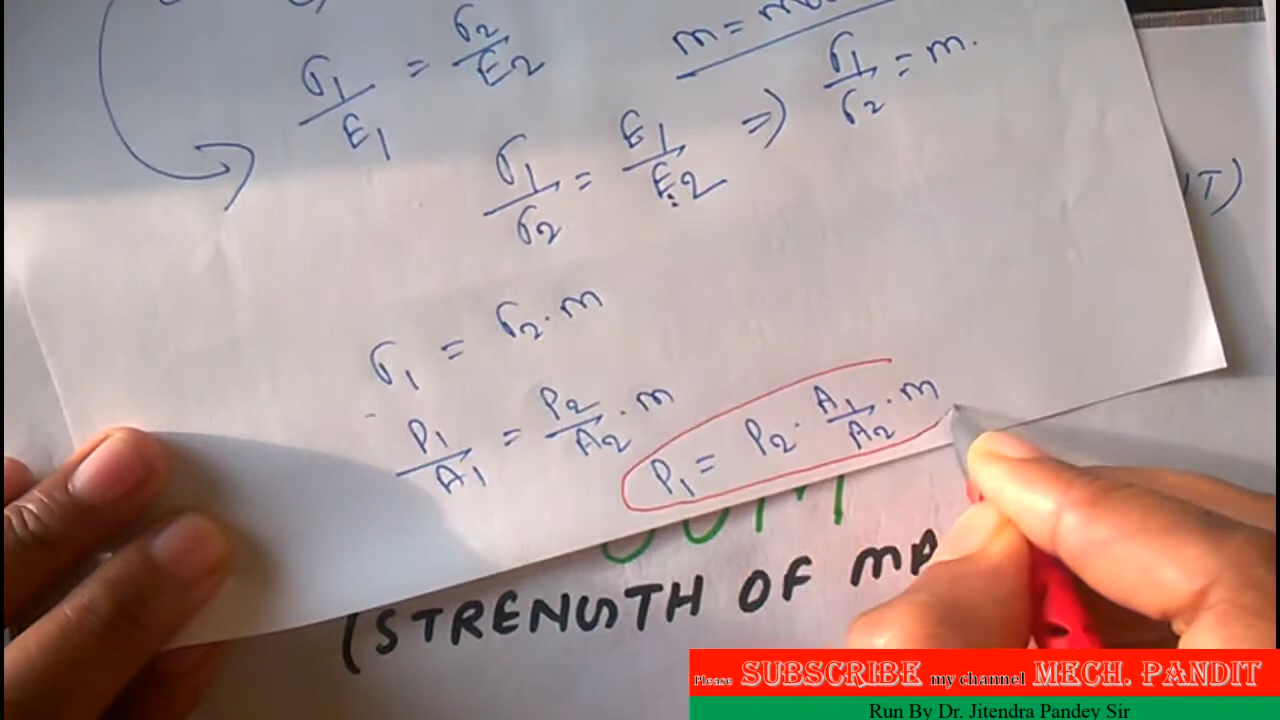 σ1/E1 = σ2/E2
m =
σ1/σ2 = E1/E2 => σ1/σ2 = m.
σ1 = σ2 . m
P1/A1 = P2/A2 . m
P1 = P2 . A1/A2 . m
(STRENGTH OF
Please SUBSCRIBE my channel MECH. PANDIT
Run By Dr. Jitendra Pandey Sir